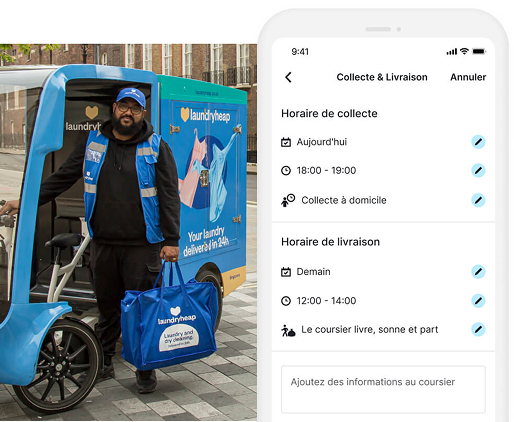 laundryheap
laundryheap
Your laundry
delivered in 24h
laundryheap
Laundry and
dry cleaning.
9:41
Collecte & Livraison
Annuler
Horaire de collecte
Aujourd'hui
18:00 - 19:00
Collecte à domicile
Horaire de livraison
Demain
12:00 - 14:00
Le coursier livre, sonne et part
Ajoutez des informations au coursier